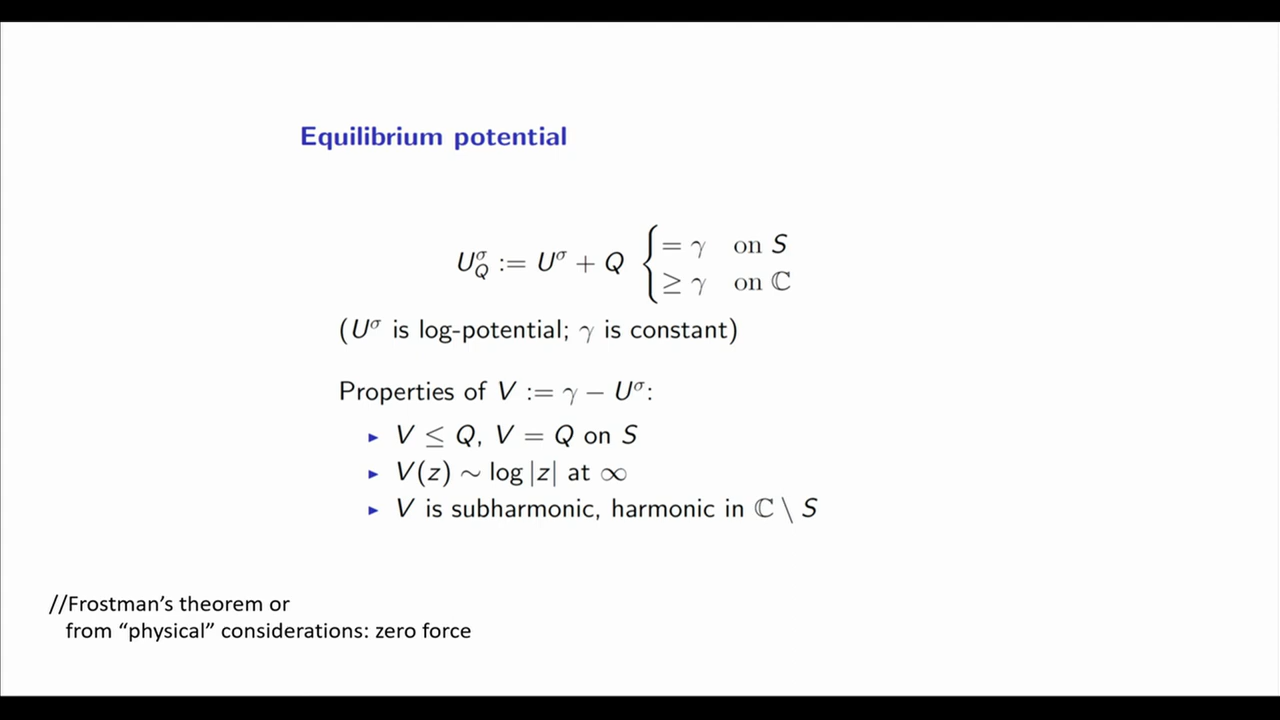 Equilibrium potential
U^σ_Q := U^σ + Q { = γ on S
≥ γ on ℂ
(U^σ is log-potential; γ is constant)
Properties of V := γ − U^σ:
▸ V ≤ Q, V = Q on S
▸ V(z) ∼ log |z| at ∞
▸ V is subharmonic, harmonic in ℂ \ S
//Frostman’s theorem or
from “physical” considerations: zero force